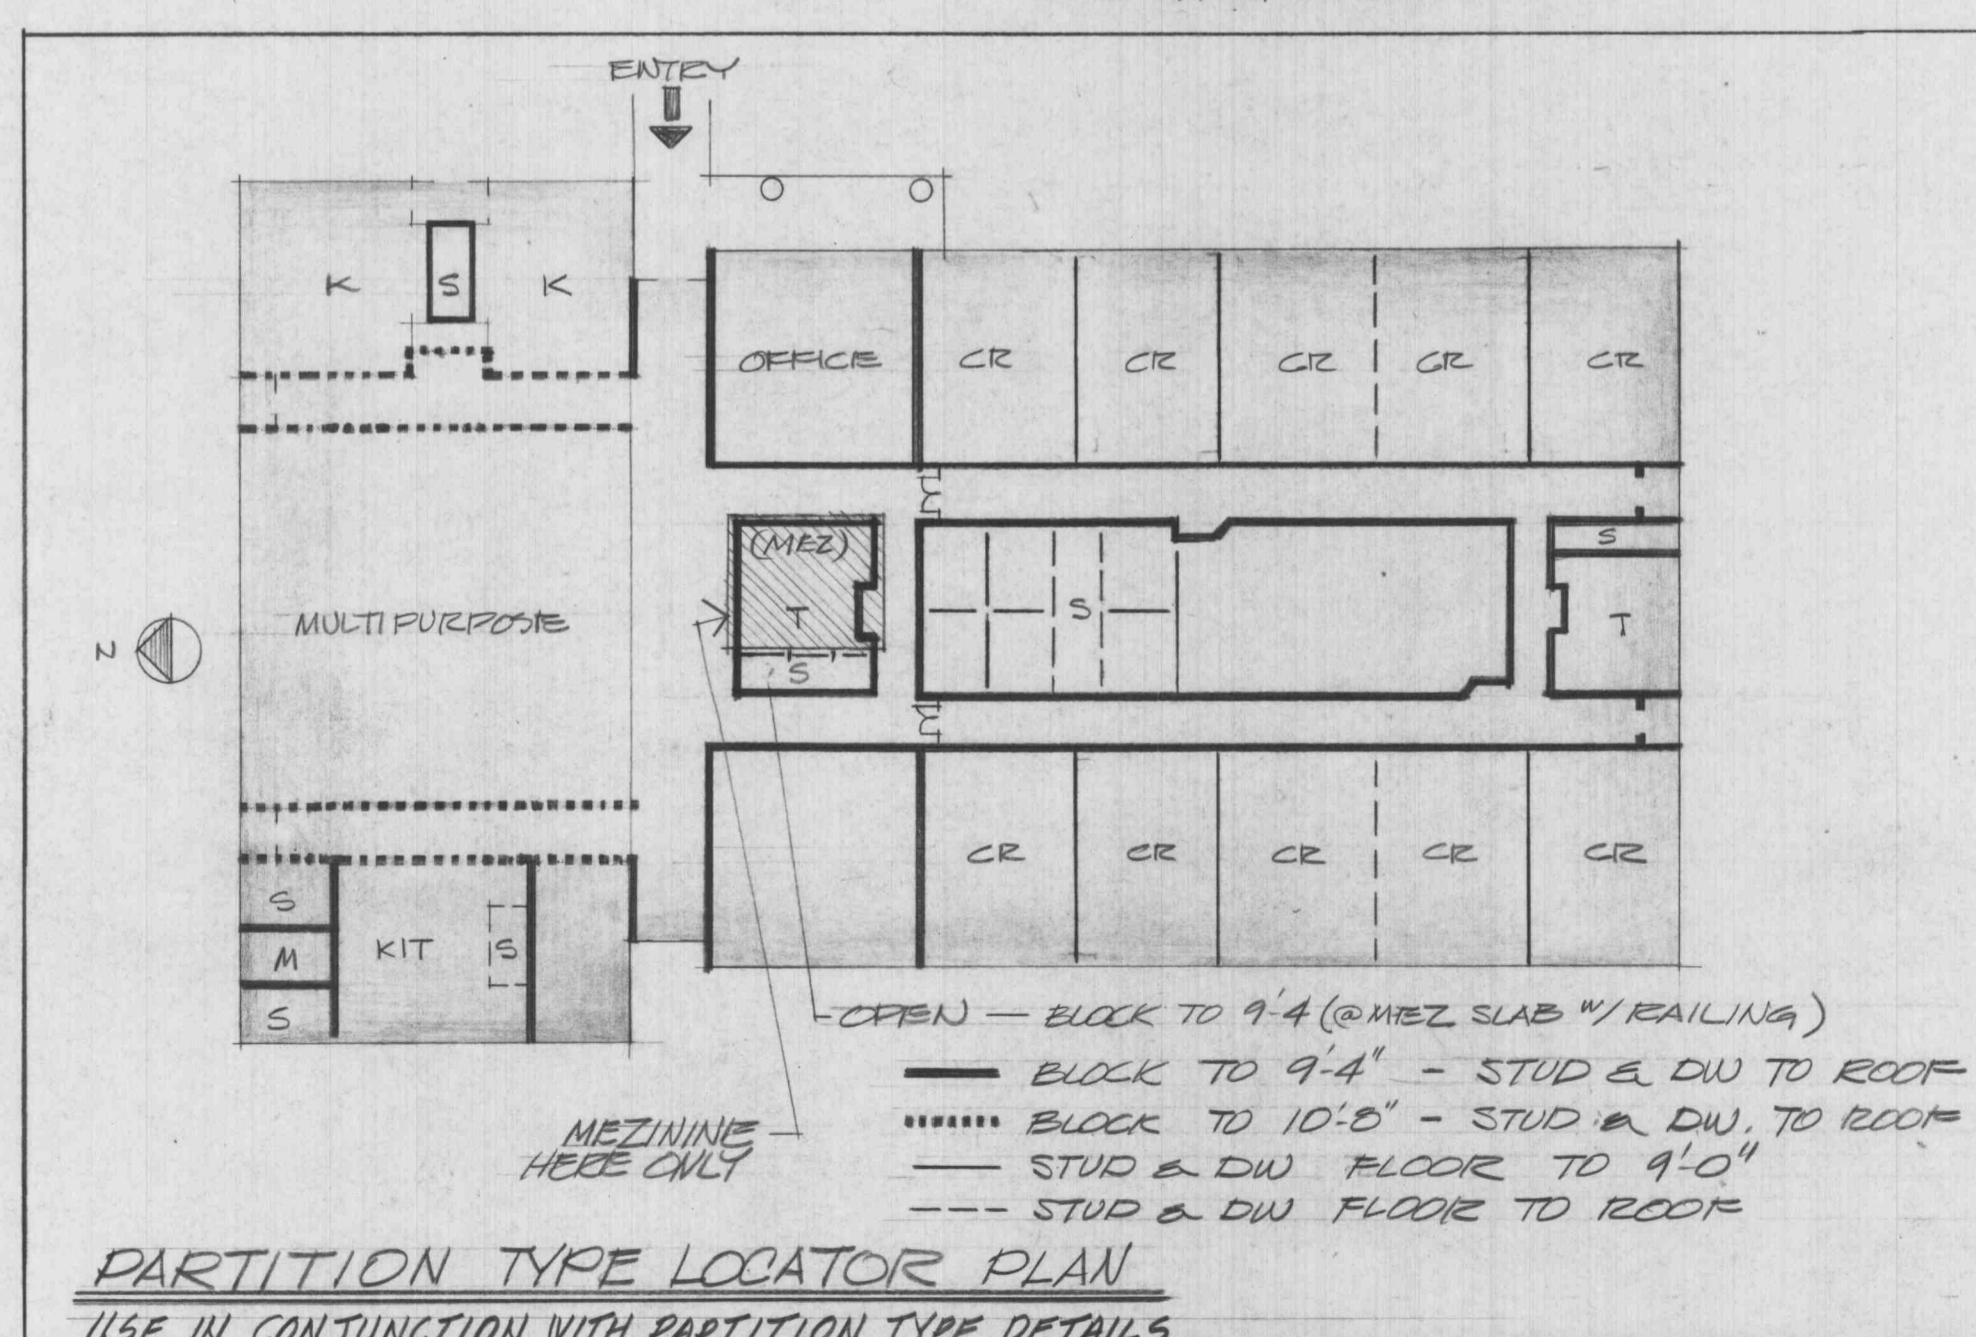 ENTRY
K S K
OFFICE CR CR CR CR CR
(MEZ)
S
MULTIPURPOSE
T
S
T
N
S
CR CR CR CR CR
S
KIT S
M
S
OPEN — BLOCK TO 9'-4 (@MEZ SLAB W/ RAILING)
BLOCK TO 9'-4" - STUD & DW TO ROOF
BLOCK TO 10'-8" - STUD & DW. TO ROOF
STUD & DW FLOOR TO 9'-0"
STUD & DW FLOOR TO ROOF
MEZININE
HERE ONLY
PARTITION TYPE LOCATOR PLAN
USE IN CONJUNCTION WITH PARTITION TYPE DETAILS